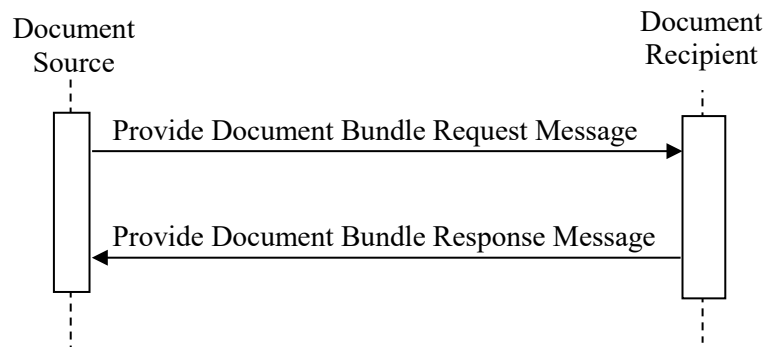 Document
Source
Document
Recipient
Provide Document Bundle Request Message
Provide Document Bundle Response Message